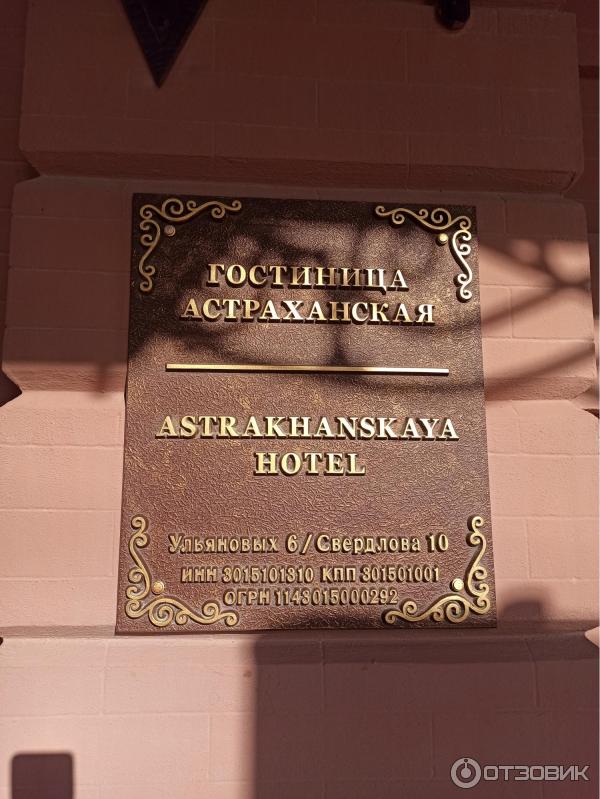 ГОСТИНИЦА
АСТРАХАНСКАЯ
ASTRAKHANSKAYA
HOTEL
Ульяновых 6/Свердлова 10
ИНН 3015101310 КПП 301501001
ОГРН 1143015000292
ОТЗОВИК